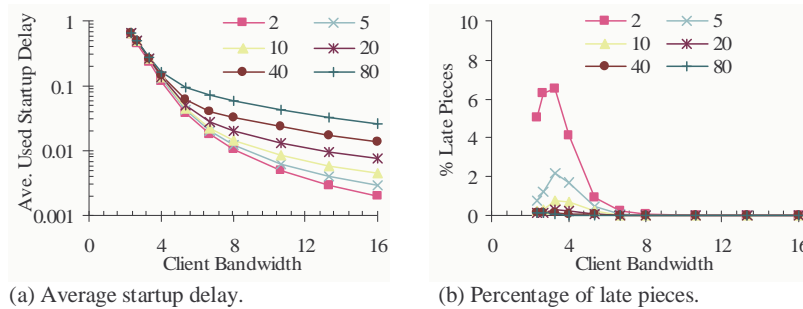 Ave. Used Startup Delay
1
0.1
0.01
0.001
2 5
10 20
40 80
0 4 8 12 16
Client Bandwidth
(a) Average startup delay.
% Late Pieces
10
8
6
4
2
0
2 5
10 20
40 80
0 4 8 12 16
Client Bandwidth
(b) Percentage of late pieces.